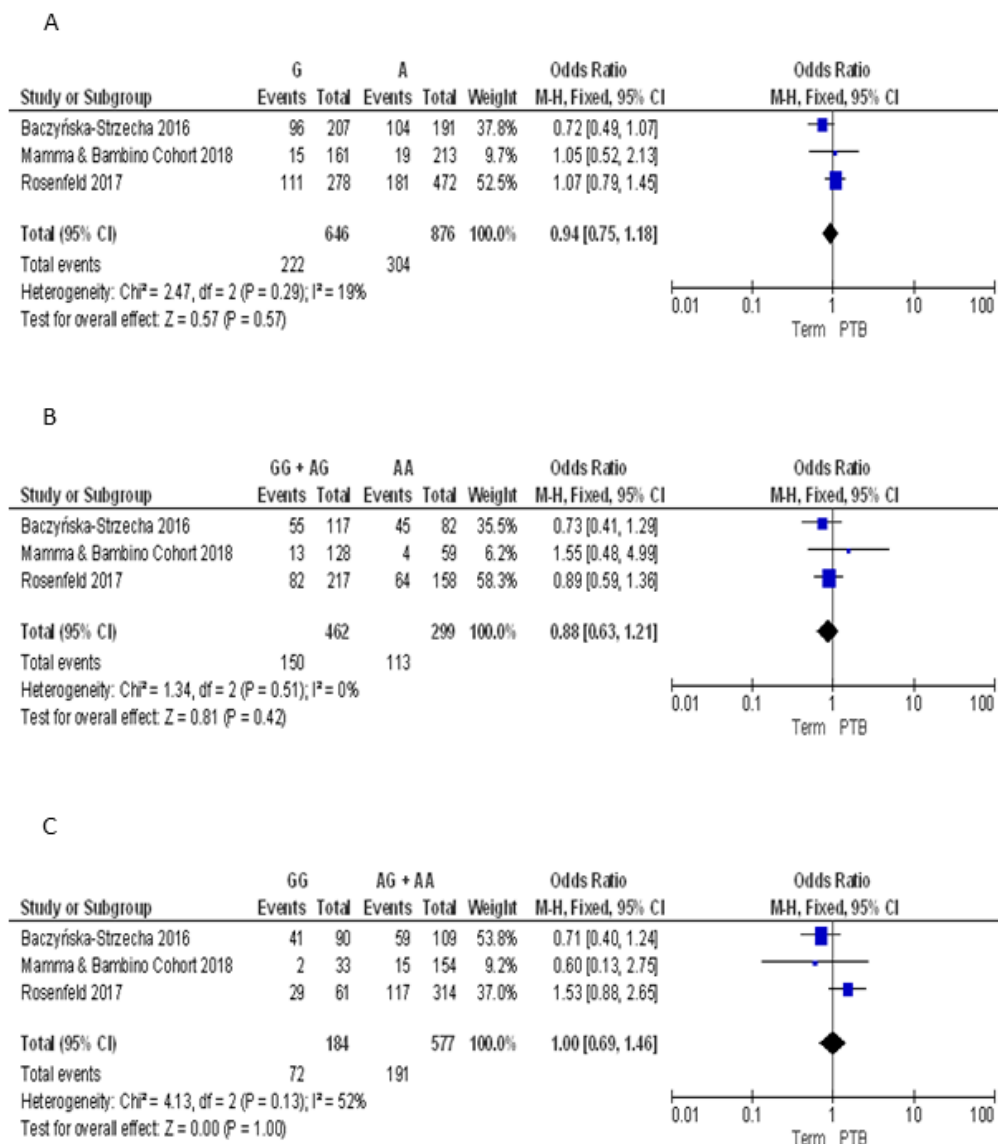 A
G A Odds Ratio Odds Ratio
Study or Subgroup Events Total Events Total Weight M-H, Fixed, 95% CI M-H, Fixed, 95% CI
Baczyńska-Strzecha 2016 96 207 104 191 37.8% 0.72 [0.49, 1.07]
Mamma & Bambino Cohort 2018 15 161 19 213 9.7% 1.05 [0.52, 2.13]
Rosenfeld 2017 111 278 181 472 52.5% 1.07 [0.79, 1.45]
Total (95% CI) 646 876 100.0% 0.94 [0.75, 1.18]
Total events 222 304
Heterogeneity: Chi² = 2.47, df = 2 (P = 0.29); I² = 19%
Test for overall effect: Z = 0.57 (P = 0.57)
0.01 0.1 1 10 100
Term PTB
B
GG + AG AA Odds Ratio Odds Ratio
Study or Subgroup Events Total Events Total Weight M-H, Fixed, 95% CI M-H, Fixed, 95% CI
Baczyńska-Strzecha 2016 55 117 45 82 35.5% 0.73 [0.41, 1.29]
Mamma & Bambino Cohort 2018 13 128 4 59 6.2% 1.55 [0.48, 4.99]
Rosenfeld 2017 82 217 64 158 58.3% 0.89 [0.59, 1.36]
Total (95% CI) 462 299 100.0% 0.88 [0.63, 1.21]
Total events 150 113
Heterogeneity: Chi² = 1.34, df = 2 (P = 0.51); I² = 0%
Test for overall effect: Z = 0.81 (P = 0.42)
0.01 0.1 1 10 100
Term PTB
C
GG AG + AA Odds Ratio Odds Ratio
Study or Subgroup Events Total Events Total Weight M-H, Fixed, 95% CI M-H, Fixed, 95% CI
Baczyńska-Strzecha 2016 41 90 59 109 53.8% 0.71 [0.40, 1.24]
Mamma & Bambino Cohort 2018 2 33 15 154 9.2% 0.60 [0.13, 2.75]
Rosenfeld 2017 29 61 117 314 37.0% 1.53 [0.88, 2.65]
Total (95% CI) 184 577 100.0% 1.00 [0.69, 1.46]
Total events 72 191
Heterogeneity: Chi² = 4.13, df = 2 (P = 0.13); I² = 52%
Test for overall effect: Z = 0.00 (P = 1.00)
0.01 0.1 1 10 100
Term PTB